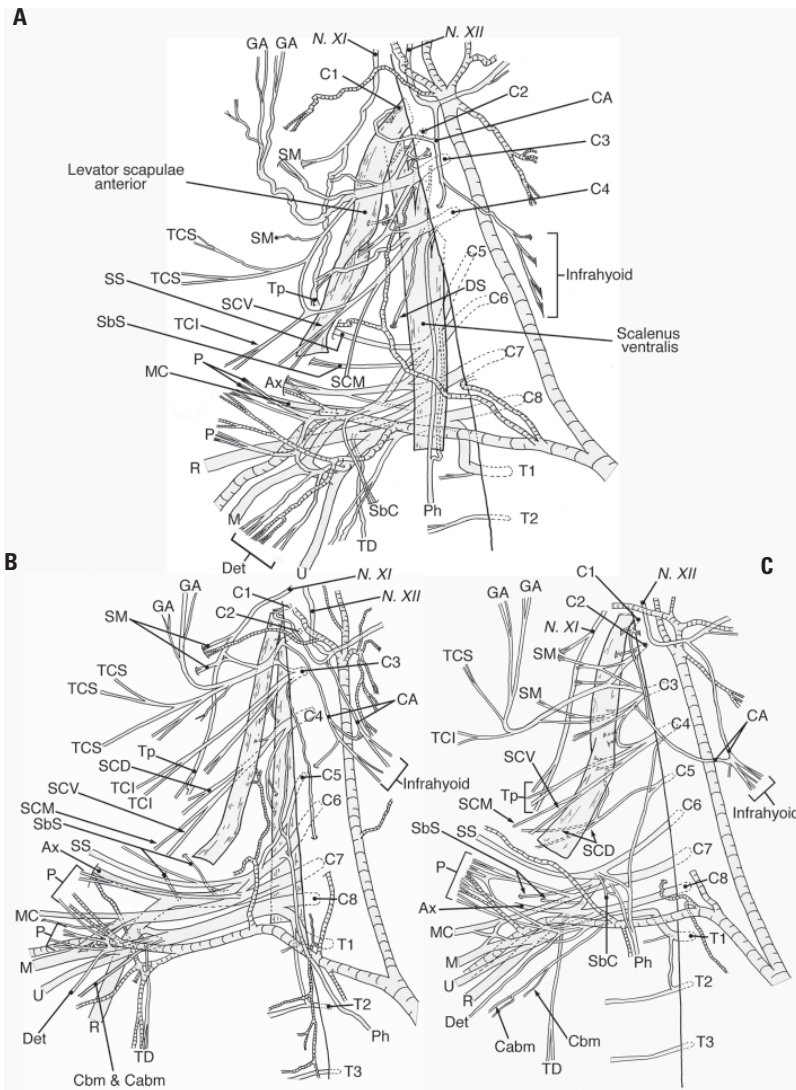 A
GA GA N. XI N. XII
C1
C2
CA
C3
SM
Levator scapulae
anterior
C4
TCS
SM
C5
Infrahyoid
TCS
DS
SS
Tp
SCV
C6
SbS
TCI
Scalenus
ventralis
C7
P
SCM
MC
Ax
C8
P
R
T1
M
SbC
Ph
T2
TD
Det
U
B
N. XI
C1
GA GA
N. XII
C2
SM
C3
TCS
TCS
CA
C4
TCS
Tp
SCD
C5
Infrahyoid
TCI
SCV
TCI
C6
SCM
SbS
Ax
SS
C7
P
C8
MC
P
T1
M
U
T2
Det
R
Ph
TD
T3
Cbm & Cabm
C
C1
N. XII
GA
GA
C2
N. XI
TCS
SM
C3
SM
CA
C4
TCI
SCV
C5
Tp
Infrahyoid
SCM
C6
SbS
SS
SCD
C7
P
C8
Ax
MC
T1
SbC
Ph
M
U
T2
R
Det
Cbm
Cabm
T3
TD